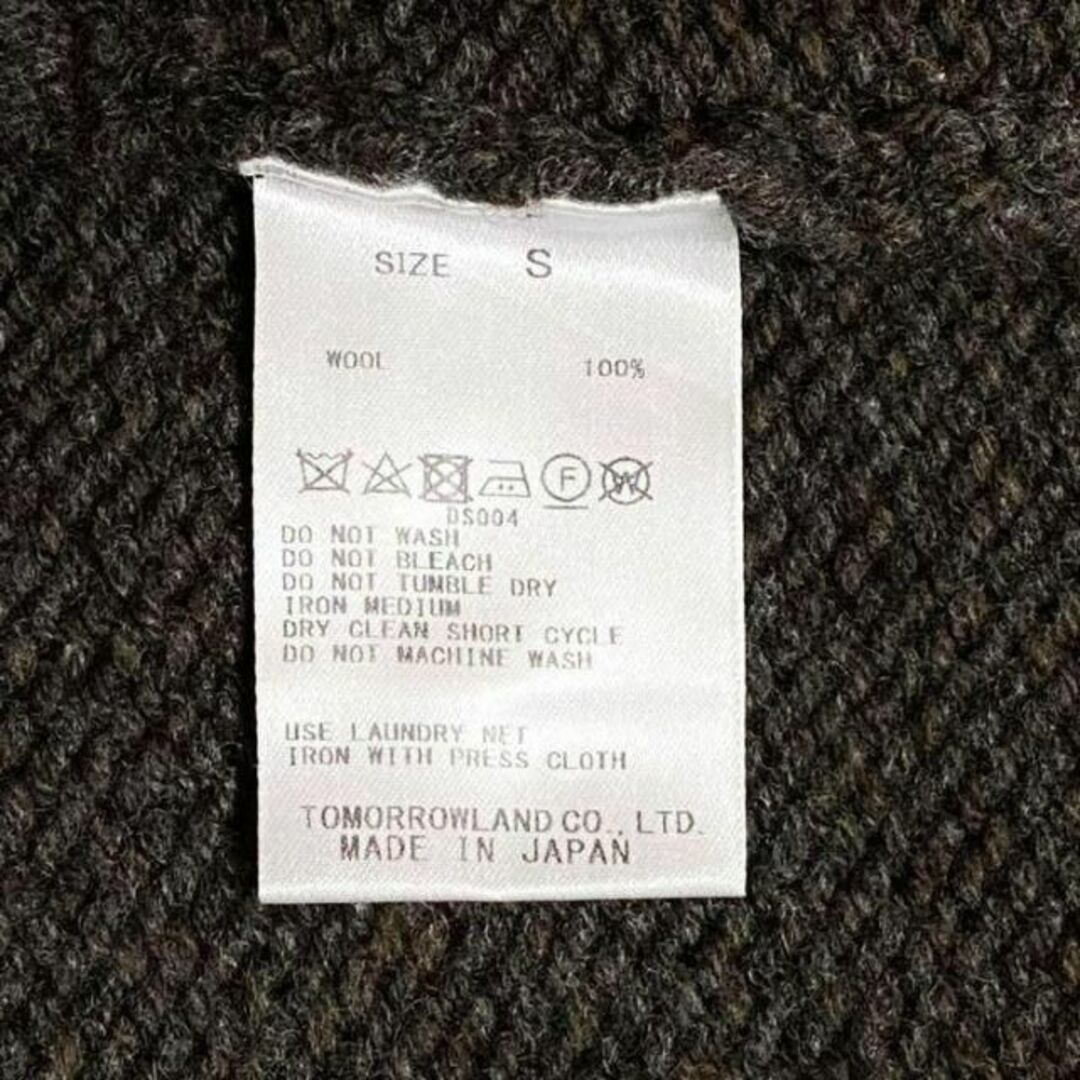 SIZE S
WOOL 100%
F W
DS004
DO NOT WASH
DO NOT BLEACH
DO NOT TUMBLE DRY
IRON MEDIUM
DRY CLEAN SHORT CYCLE
DO NOT MACHINE WASH
USE LAUNDRY NET
IRON WITH PRESS CLOTH
TOMORROWLAND CO., LTD.
MADE IN JAPAN